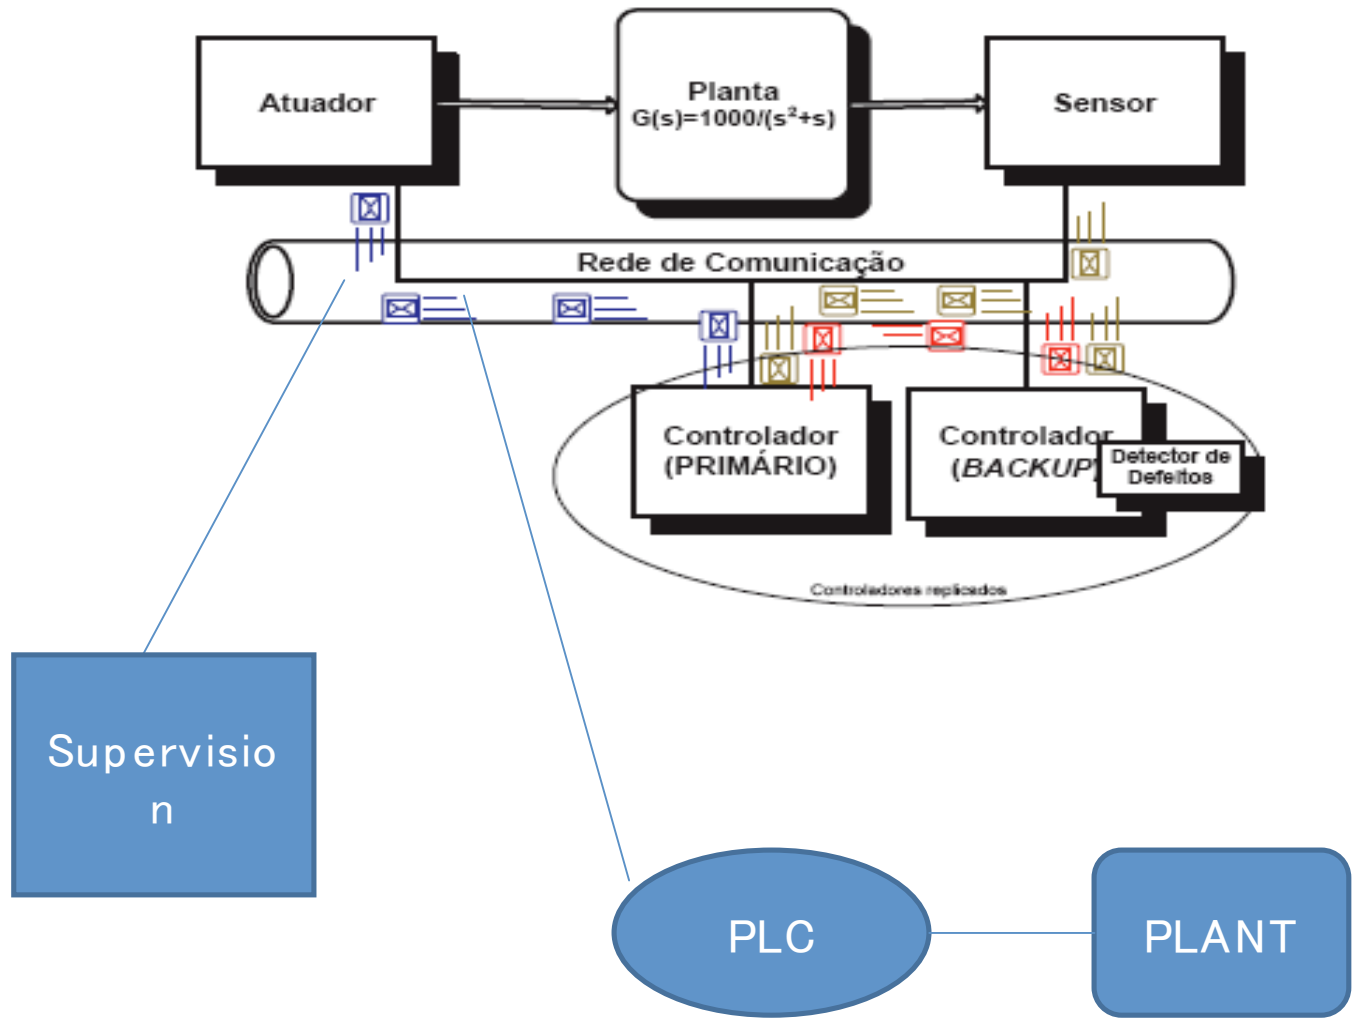 Atuador
Planta
G(s)=1000/(s²+s)
Sensor
Rede de Comunicação
Controlador
(PRIMÁRIO)
Controlador
(BACKUP)
Detector de
Defeitos
Controladores replicados
Supervisio
n
PLC
PLANT